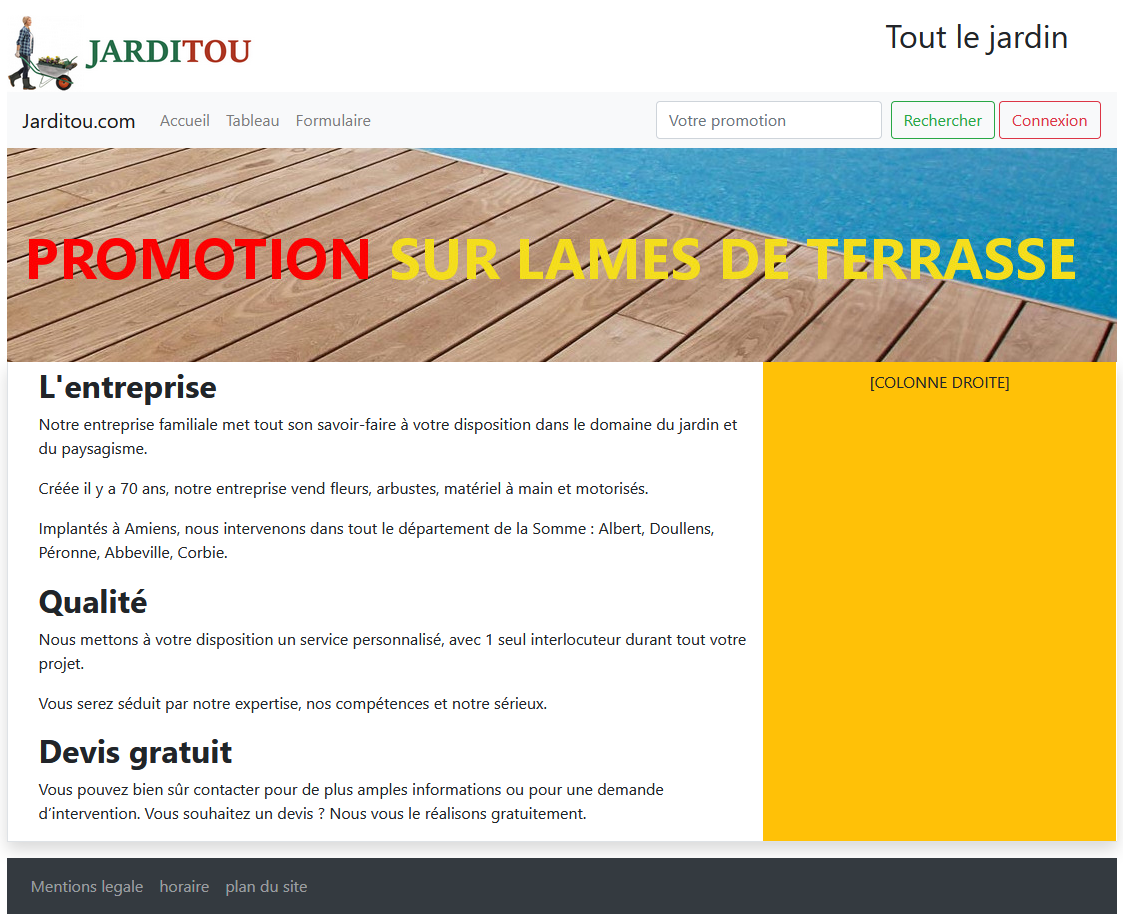 JARDITOU
Tout le jardin
Jarditou.com Accueil Tableau Formulaire Votre promotion Rechercher Connexion
PROMOTION SUR LAMES DE TERRASSE
L'entreprise
Notre entreprise familiale met tout son savoir-faire à votre disposition dans le domaine du jardin et
du paysagisme.
Créée il y a 70 ans, notre entreprise vend fleurs, arbustes, matériel à main et motorisés.
Implantés à Amiens, nous intervenons dans tout le département de la Somme : Albert, Doullens,
Péronne, Abbeville, Corbie.
Qualité
Nous mettons à votre disposition un service personnalisé, avec 1 seul interlocuteur durant tout votre
projet.
Vous serez séduit par notre expertise, nos compétences et notre sérieux.
Devis gratuit
Vous pouvez bien sûr contacter pour de plus amples informations ou pour une demande
d’intervention. Vous souhaitez un devis ? Nous vous le réalisons gratuitement.
[COLONNE DROITE]
Mentions legale horaire plan du site